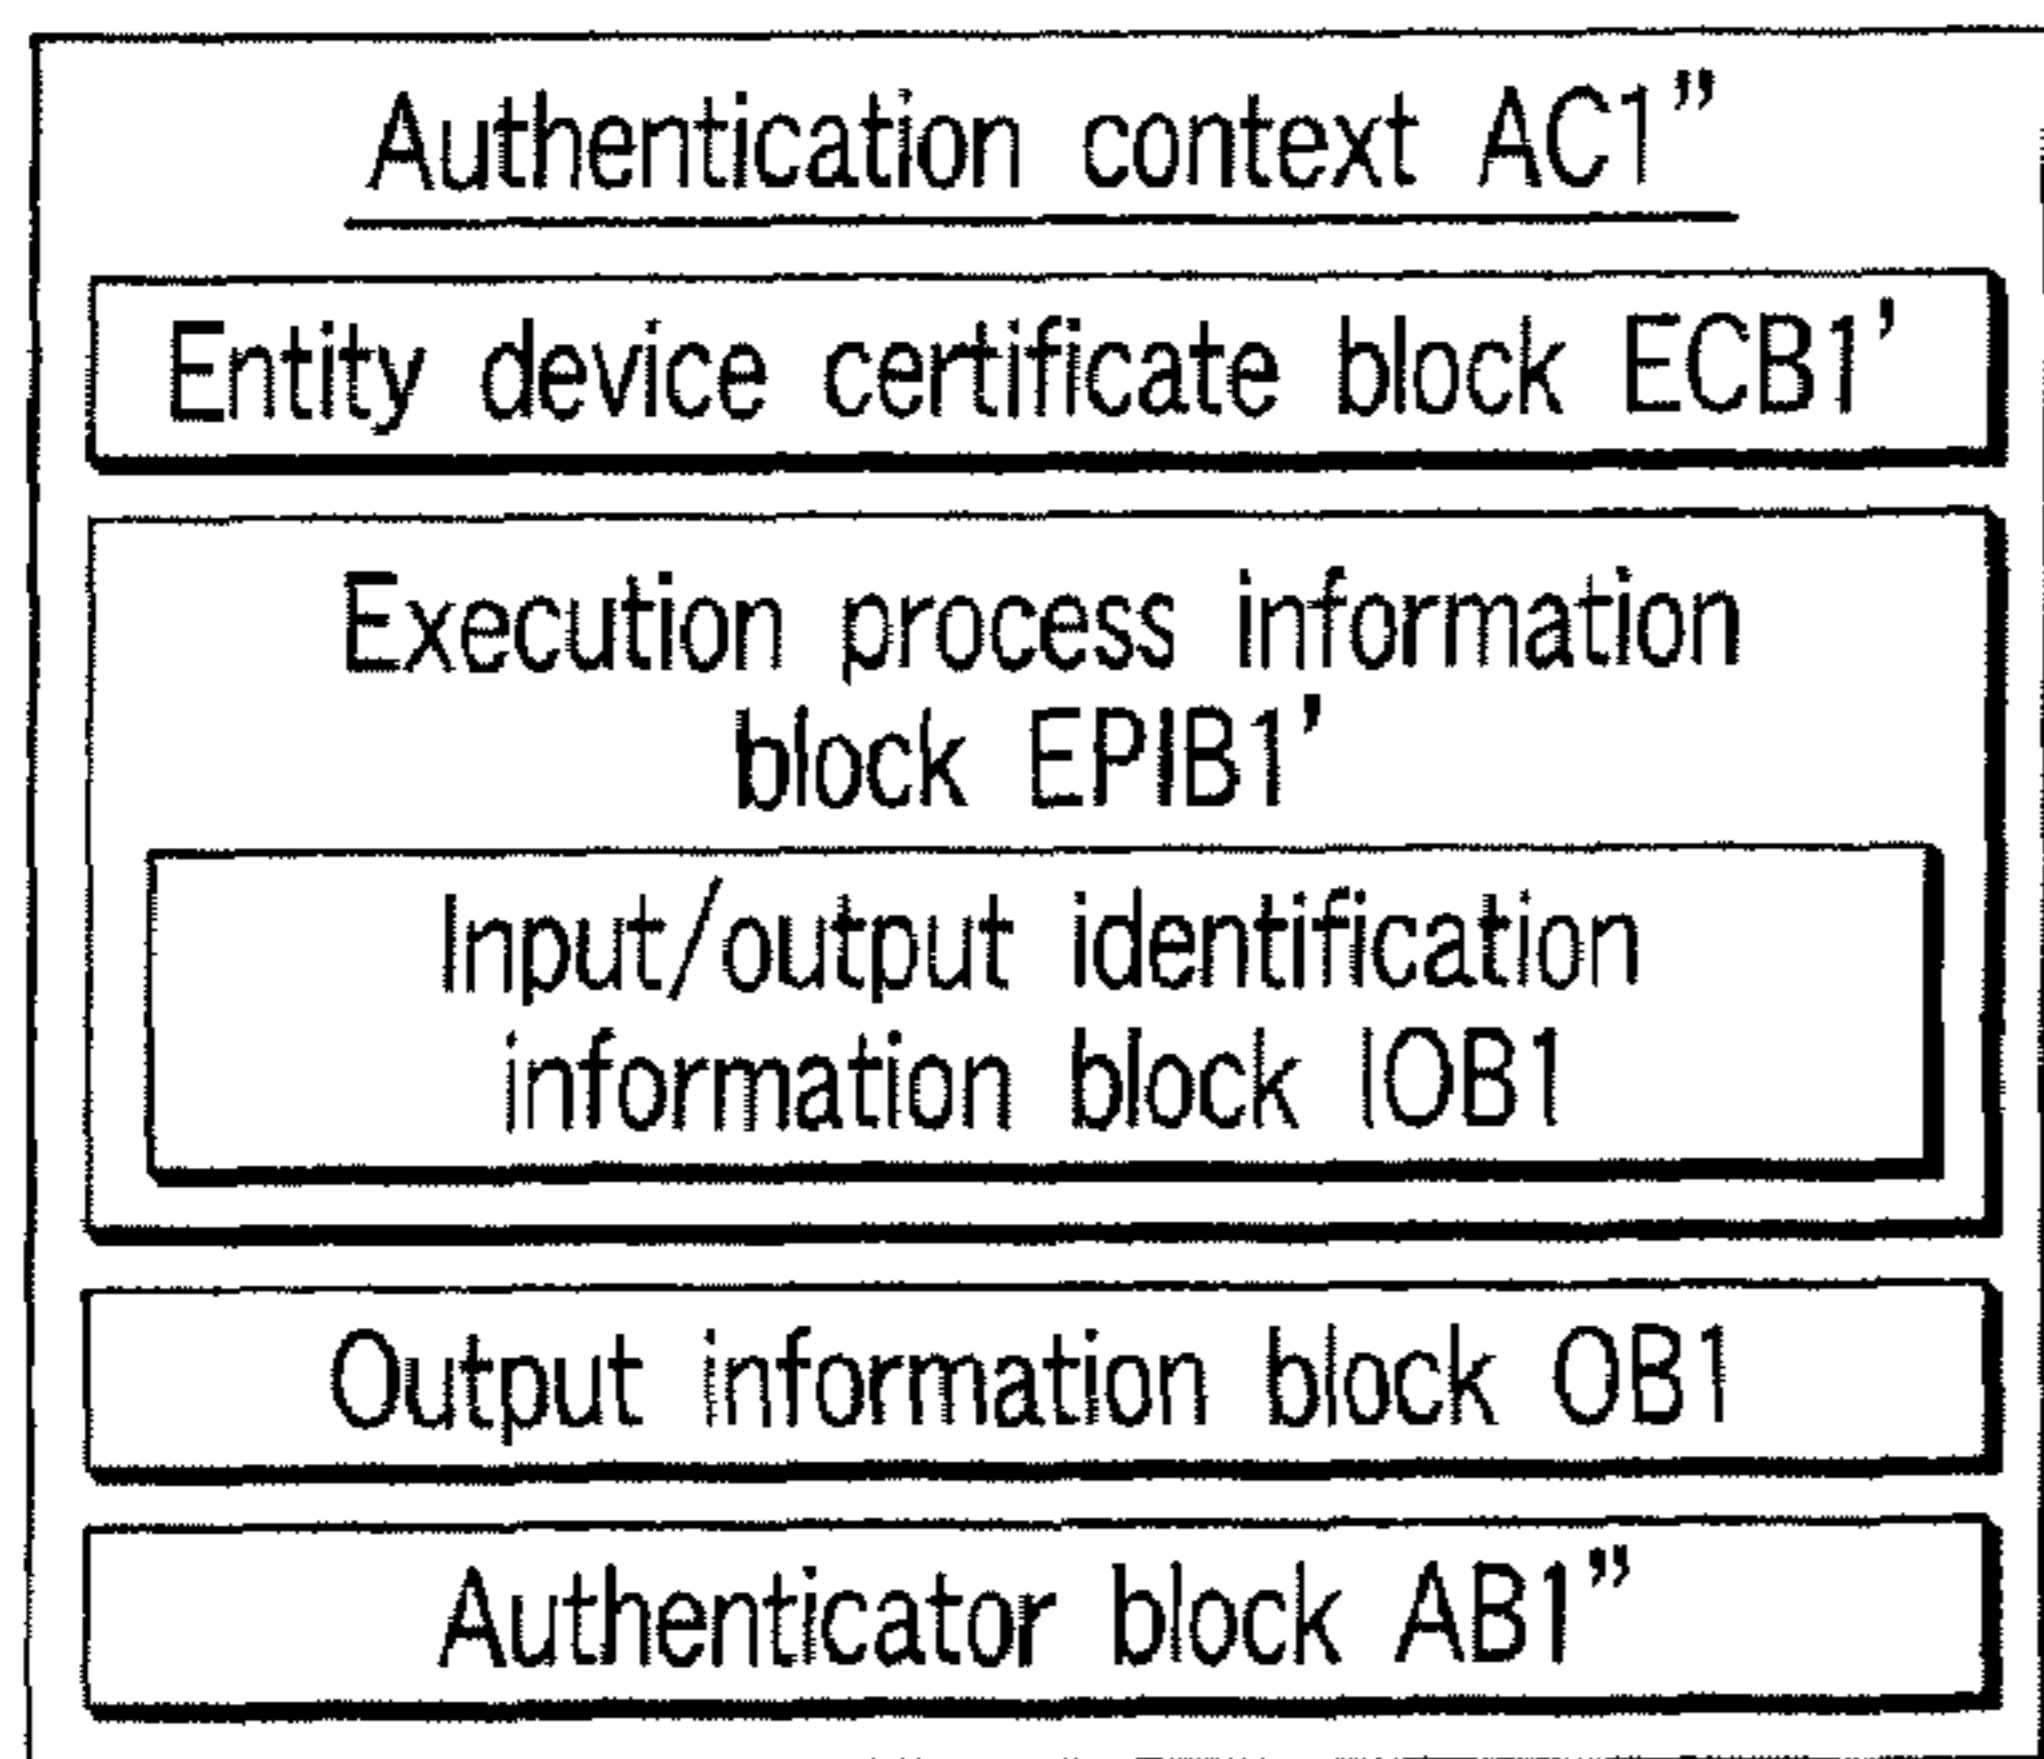 Authentication context AC1”
Entity device certificate block ECB1’
Execution process information
block EPIB1’
Input/output identification
information block IOB1
Output information block OB1
Authenticator block AB1”